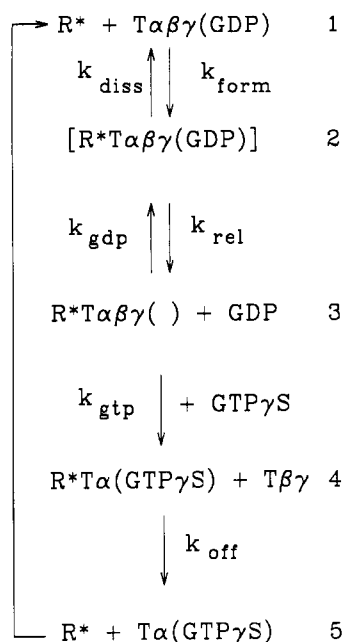 R* + Tαβγ(GDP) 1
k diss k form
[R*Tαβγ(GDP)] 2
k gdp k rel
R*Tαβγ( ) + GDP 3
k gtp + GTPγS
R*Tα(GTPγS) + Tβγ 4
k off
R* + Tα(GTPγS) 5